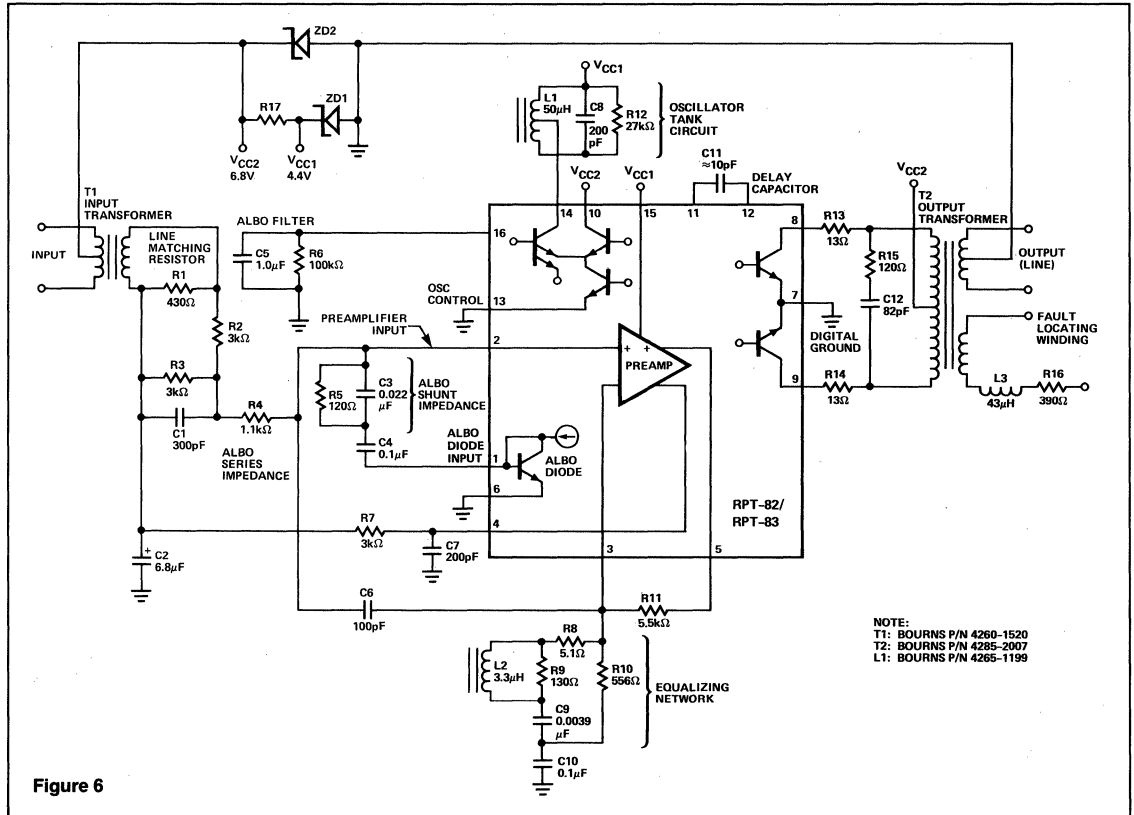 ZD2
ZD1
R17
VCC2
6.8V
VCC1
4.4V
VCC1
L1
50µH
C8
200
pF
R12
27kΩ
OSCILLATOR
TANK
CIRCUIT
C11
≈10pF
DELAY
CAPACITOR
VCC2
VCC1
14
10
15
11
12
T1
INPUT
TRANSFORMER
INPUT
LINE
MATCHING
RESISTOR
R1
430Ω
R2
3kΩ
R3
3kΩ
C1
300pF
R4
1.1kΩ
ALBO
SERIES
IMPEDANCE
ALBO FILTER
C5
1.0µF
R6
100kΩ
16
OSC
CONTROL
13
PREAMPLIFIER
INPUT
2
R5
120Ω
C3
0.022
µF
ALBO
SHUNT
IMPEDANCE
C4
0.1µF
ALBO
DIODE
INPUT
1
ALBO
DIODE
6
4
+
+
PREAMP
RPT-82/
RPT-83
3
5
8
7
9
DIGITAL
GROUND
R13
13Ω
R14
13Ω
R15
120Ω
C12
82pF
VCC2
T2
OUTPUT
TRANSFORMER
OUTPUT
(LINE)
FAULT
LOCATING
WINDING
L3
43µH
R16
390Ω
R7
3kΩ
C7
200pF
+
C2
6.8µF
C6
100pF
R11
5.5kΩ
R8
5.1Ω
L2
3.3µH
R9
130Ω
R10
556Ω
EQUALIZING
NETWORK
C9
0.0039
µF
C10
0.1µF
NOTE:
T1: BOURNS P/N 4260-1520
T2: BOURNS P/N 4285-2007
L1: BOURNS P/N 4265-1199
Figure 6